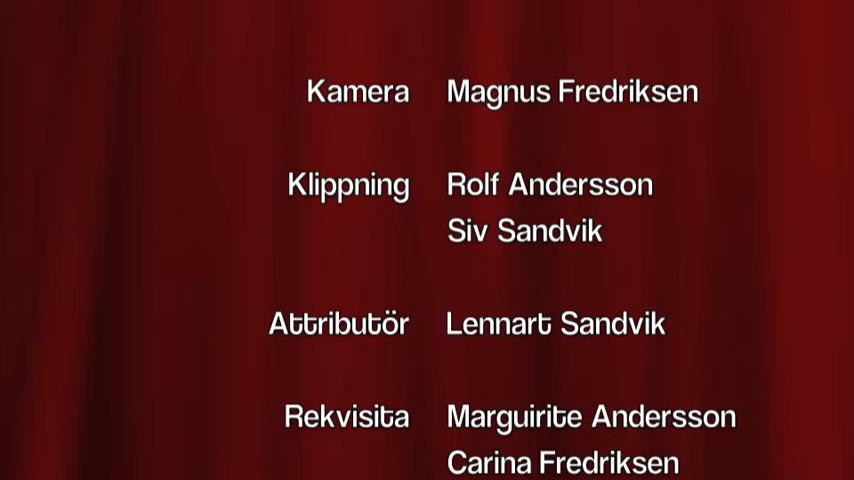 Kamera Magnus Fredriksen
Klippning Rolf Andersson
Siv Sandvik
Attributör Lennart Sandvik
Rekvisita Marguirite Andersson
Carina Fredriksen